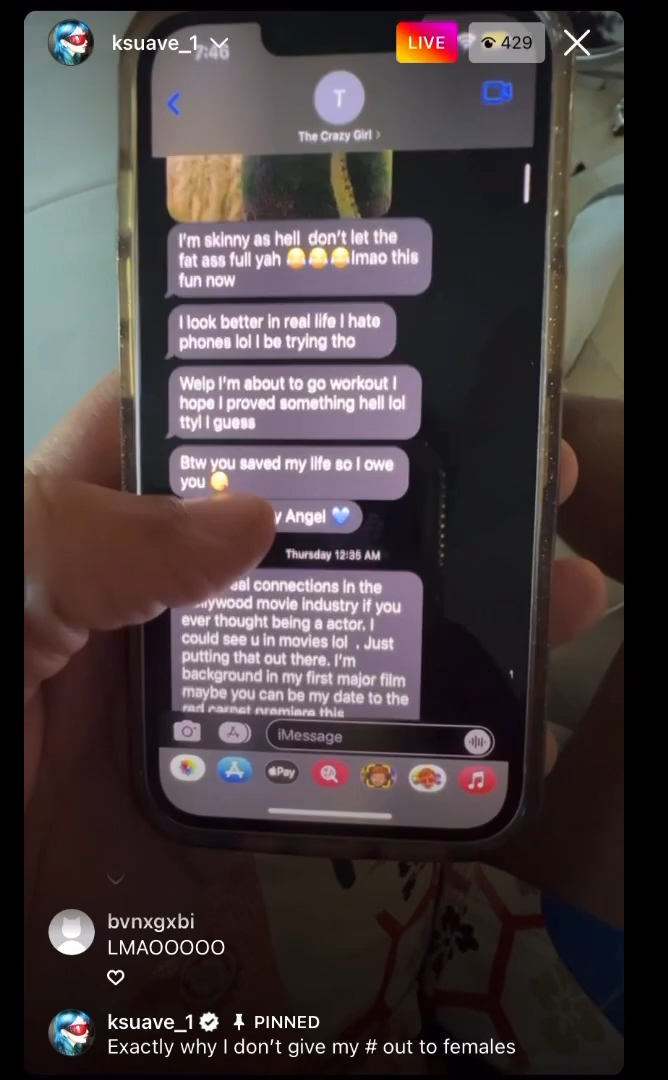 ksuave_1
LIVE
429
7:46
T
The Crazy Girl
I'm skinny as hell don't let the
fat ass full yah 😂😂😂lmao this
fun now
I look better in real life I hate
phones lol I be trying tho
Welp I'm about to go workout I
hope I proved something hell lol
ttyl I guess
Btw you saved my life so I owe
you
y Angel 💙
Thursday 12:35 AM
connections in the
movie industry if you
ever thought being a actor. I
could see u in movies lol . Just
putting that out there. I'm
background in my first major film
maybe you can be my date to the
red carpet premiere this
iMessage
Pay
bvnxgxbi
LMAOOOOO
ksuave_1 PINNED
Exactly why I don't give my # out to females